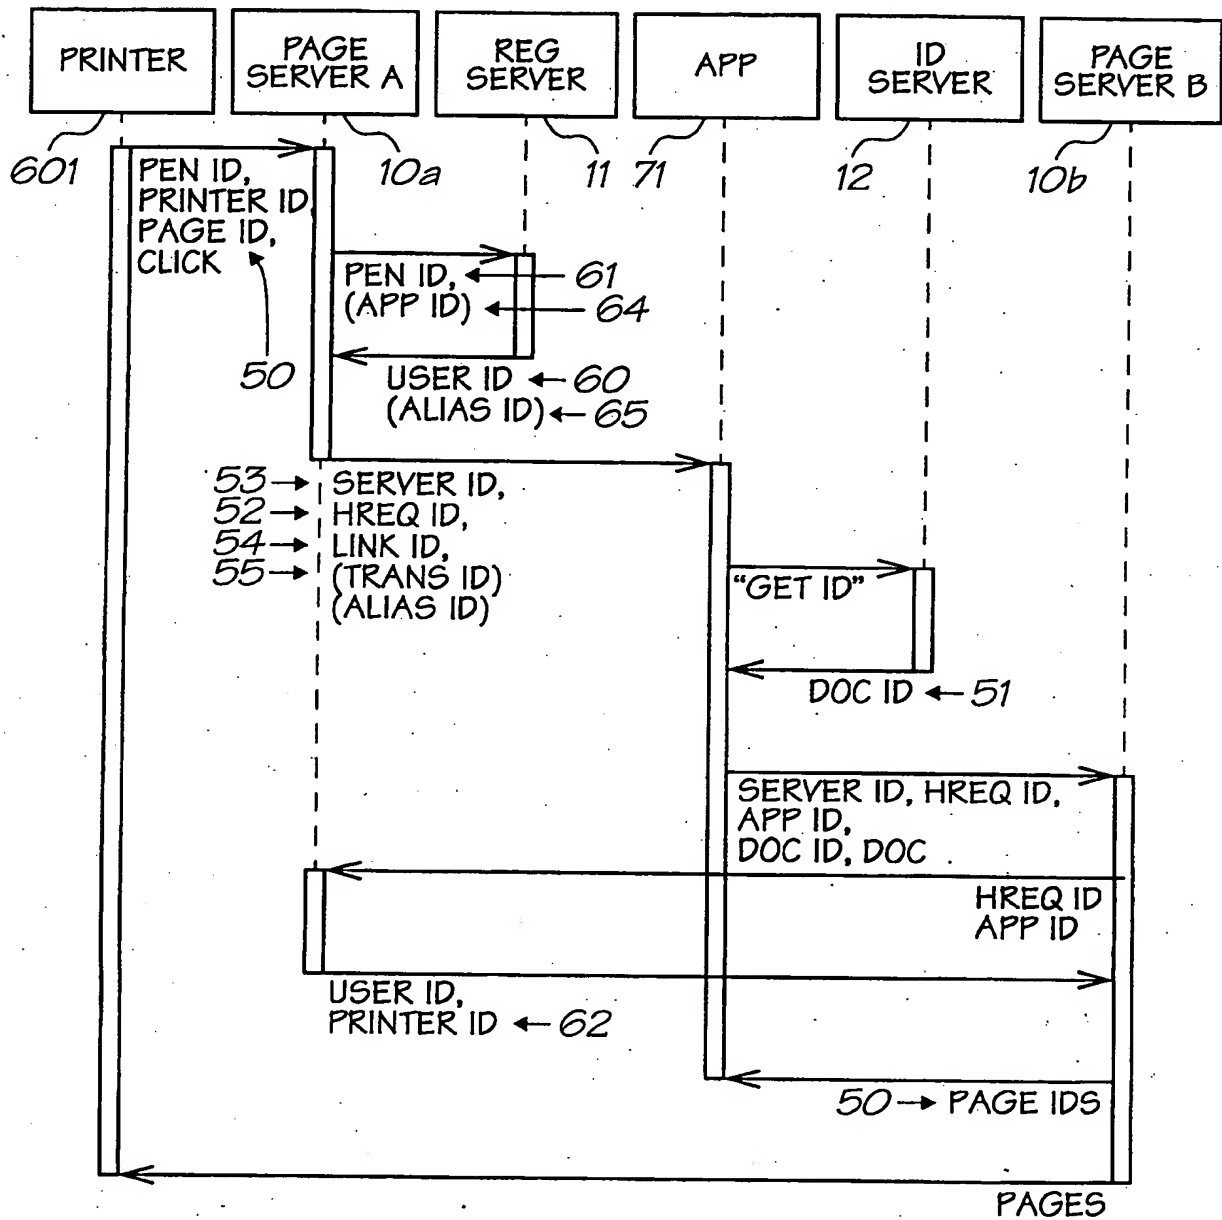 PRINTER
PAGE
SERVER A
REG
SERVER
APP
ID
SERVER
PAGE
SERVER B
601
10a
11
71
12
10b
PEN ID,
PRINTER ID,
PAGE ID,
CLICK
50
PEN ID,
61
(APP ID)
64
USER ID
60
(ALIAS ID)
65
53
SERVER ID,
52
HREQ ID,
54
LINK ID,
55
(TRANS ID)
(ALIAS ID)
"GET ID"
DOC ID
51
SERVER ID, HREQ ID,
APP ID,
DOC ID, DOC
HREQ ID
APP ID
USER ID,
PRINTER ID
62
50
PAGE IDS
PAGES